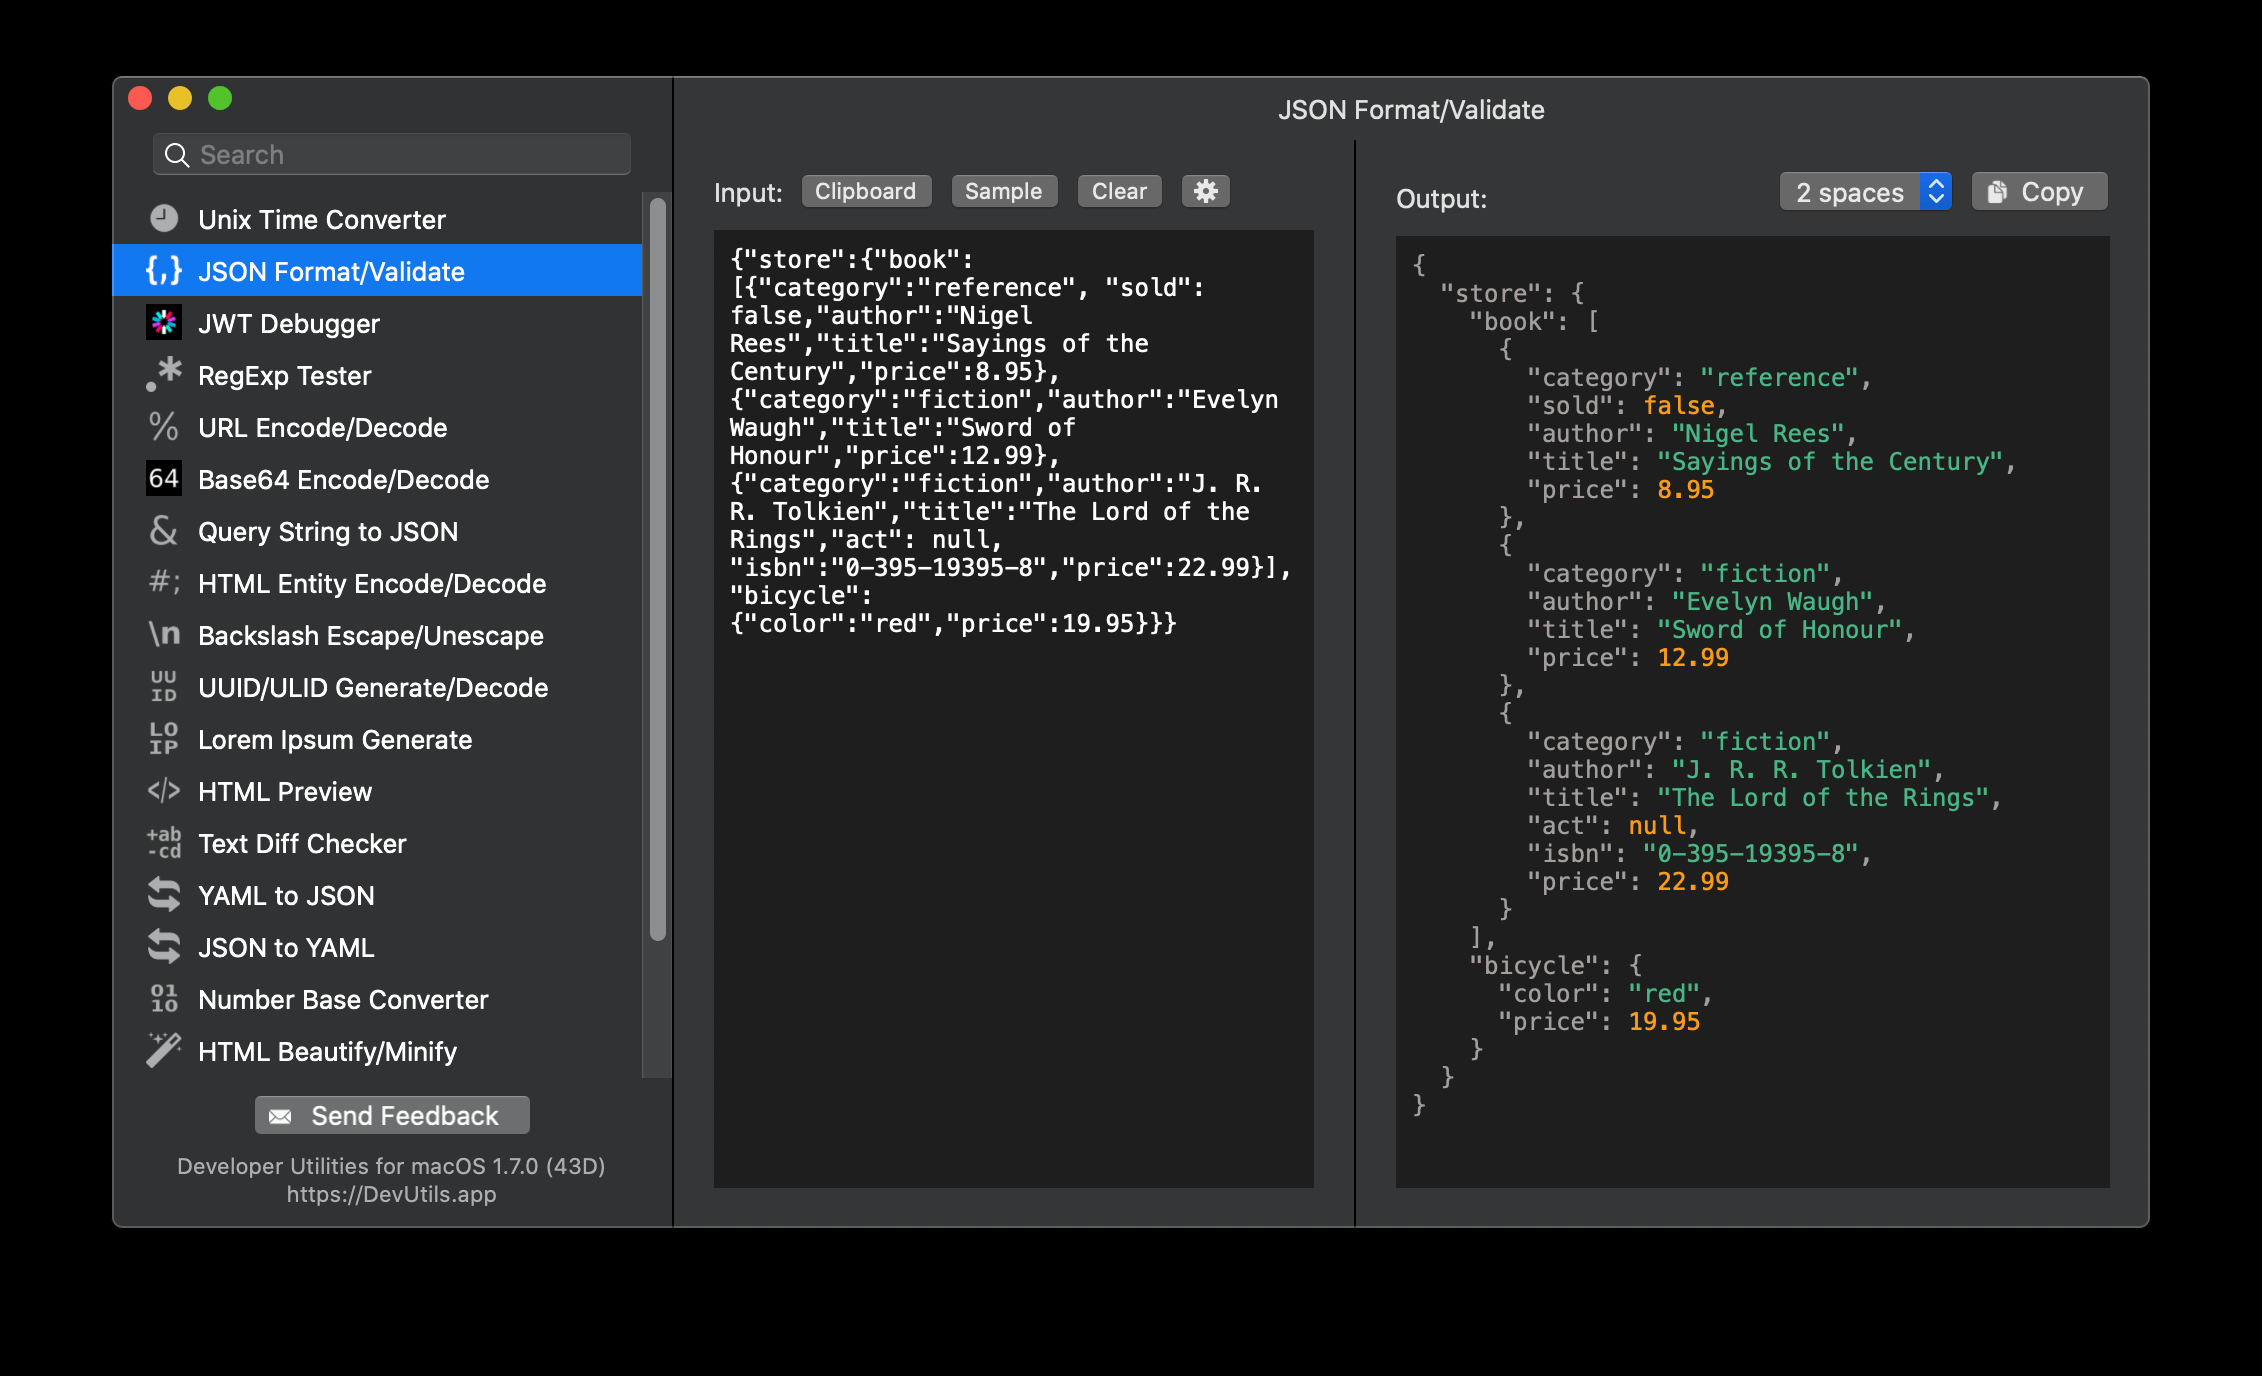 Search
Unix Time Converter
{,} JSON Format/Validate
JWT Debugger
.* RegExp Tester
% URL Encode/Decode
64 Base64 Encode/Decode
& Query String to JSON
#; HTML Entity Encode/Decode
\n Backslash Escape/Unescape
UU
ID
UUID/ULID Generate/Decode
LO
IP
Lorem Ipsum Generate
</> HTML Preview
+ab
-cd
Text Diff Checker
YAML to JSON
JSON to YAML
01
10
Number Base Converter
HTML Beautify/Minify
Send Feedback
Developer Utilities for macOS 1.7.0 (43D)
https://DevUtils.app
JSON Format/Validate
Input: Clipboard Sample Clear
{"store":{"book":
[{"category":"reference", "sold":
false,"author":"Nigel
Rees","title":"Sayings of the
Century","price":8.95},
{"category":"fiction","author":"Evelyn
Waugh","title":"Sword of
Honour","price":12.99},
{"category":"fiction","author":"J. R.
R. Tolkien","title":"The Lord of the
Rings","act": null,
"isbn":"0-395-19395-8","price":22.99}],
"bicycle":
{"color":"red","price":19.95}}}
Output: 2 spaces Copy
{
  "store": {
    "book": [
      {
        "category": "reference",
        "sold": false,
        "author": "Nigel Rees",
        "title": "Sayings of the Century",
        "price": 8.95
      },
      {
        "category": "fiction",
        "author": "Evelyn Waugh",
        "title": "Sword of Honour",
        "price": 12.99
      },
      {
        "category": "fiction",
        "author": "J. R. R. Tolkien",
        "title": "The Lord of the Rings",
        "act": null,
        "isbn": "0-395-19395-8",
        "price": 22.99
      }
    ],
    "bicycle": {
      "color": "red",
      "price": 19.95
    }
  }
}